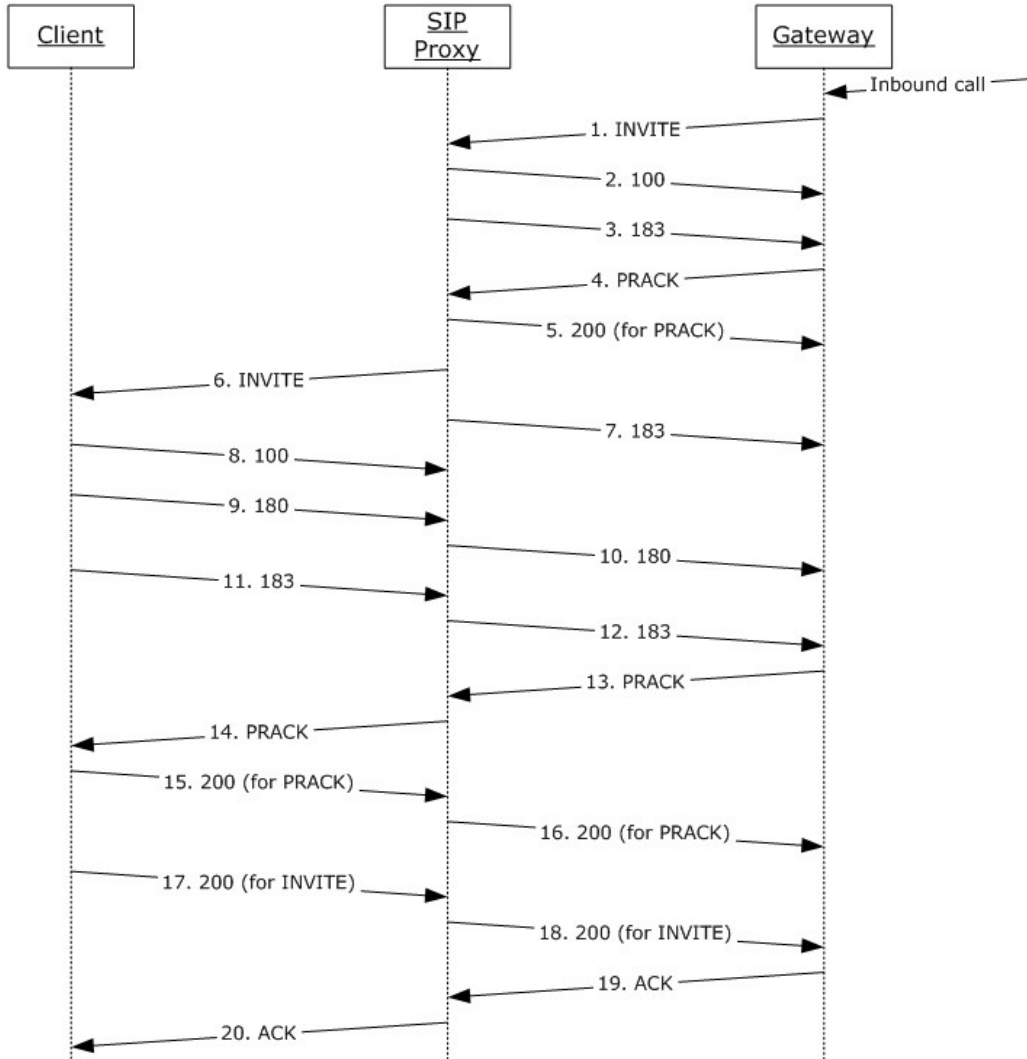 Client
SIP
Proxy
Gateway
Inbound call
1. INVITE
2. 100
3. 183
4. PRACK
5. 200 (for PRACK)
6. INVITE
7. 183
8. 100
9. 180
10. 180
11. 183
12. 183
13. PRACK
14. PRACK
15. 200 (for PRACK)
16. 200 (for PRACK)
17. 200 (for INVITE)
18. 200 (for INVITE)
19. ACK
20. ACK